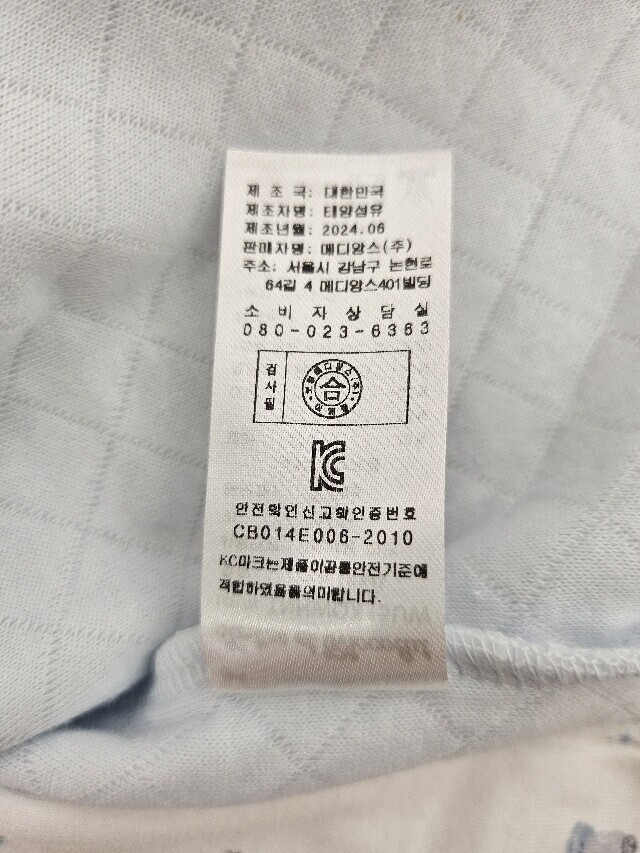 제 조 국: 대한민국
제조자명: 태양섬유
제조년월: 2024.06
판매자명: 메디앙스(주)
주소: 서울시 강남구 논현로
64길 4 메디앙스401빌딩
소 비 자 상 담 실
080-023-6363
검사필
合
KC
안전확인신고확인증번호
CB014E006-2010
KC마크는제품이공통안전기준에
적합하였음을의미합니다.